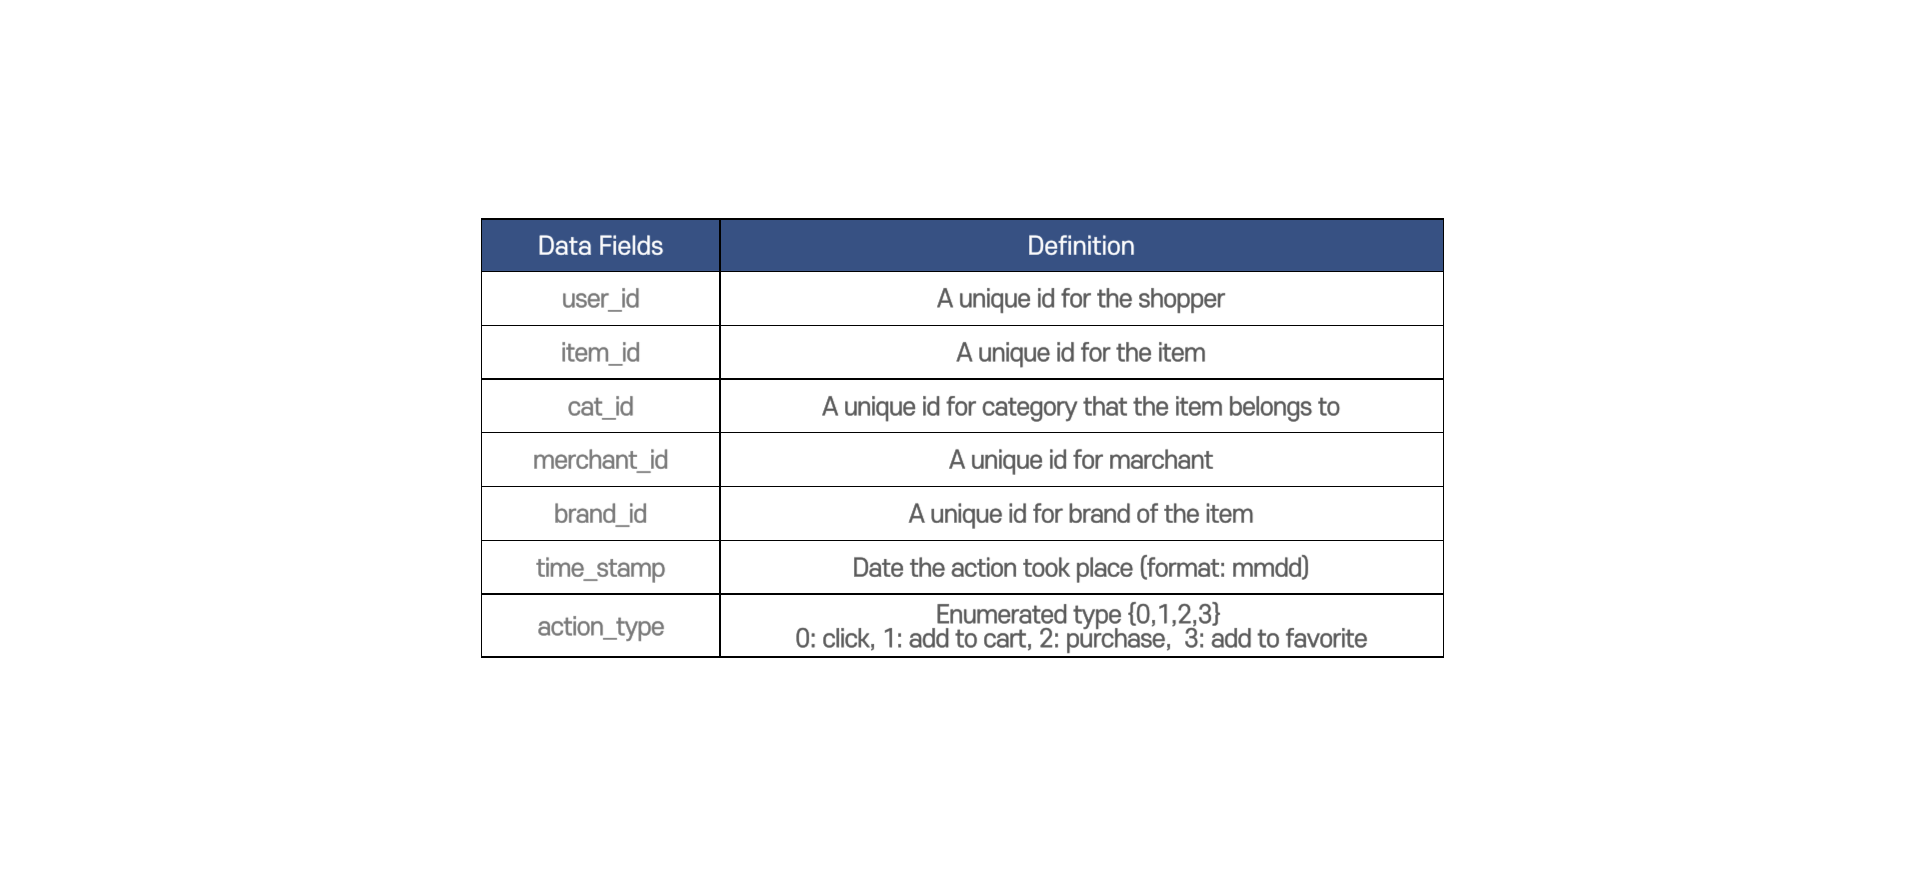 Data Fields Definition
user_id A unique id for the shopper
item_id A unique id for the item
cat_id A unique id for category that the item belongs to
merchant_id A unique id for marchant
brand_id A unique id for brand of the item
time_stamp Date the action took place (format: mmdd)
action_type Enumerated type {0,1,2,3}
0: click, 1: add to cart, 2: purchase, 3: add to favorite